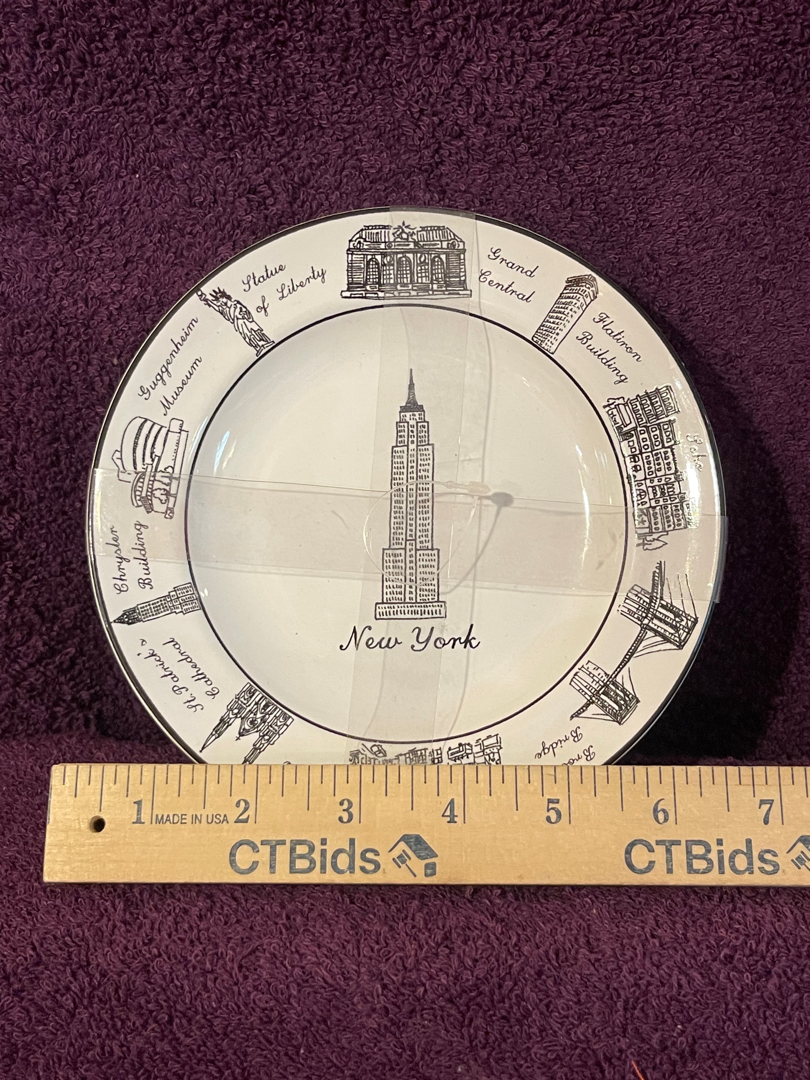 Grand
Central
Flatiron
Building
Soho
Bridge
St. Patrick's
Cathedral
Chrysler
Building
Guggenheim
Museum
Statue
of Liberty
New York
1 MADE IN USA 2 3 4 5 6 7
CTBids CTBids